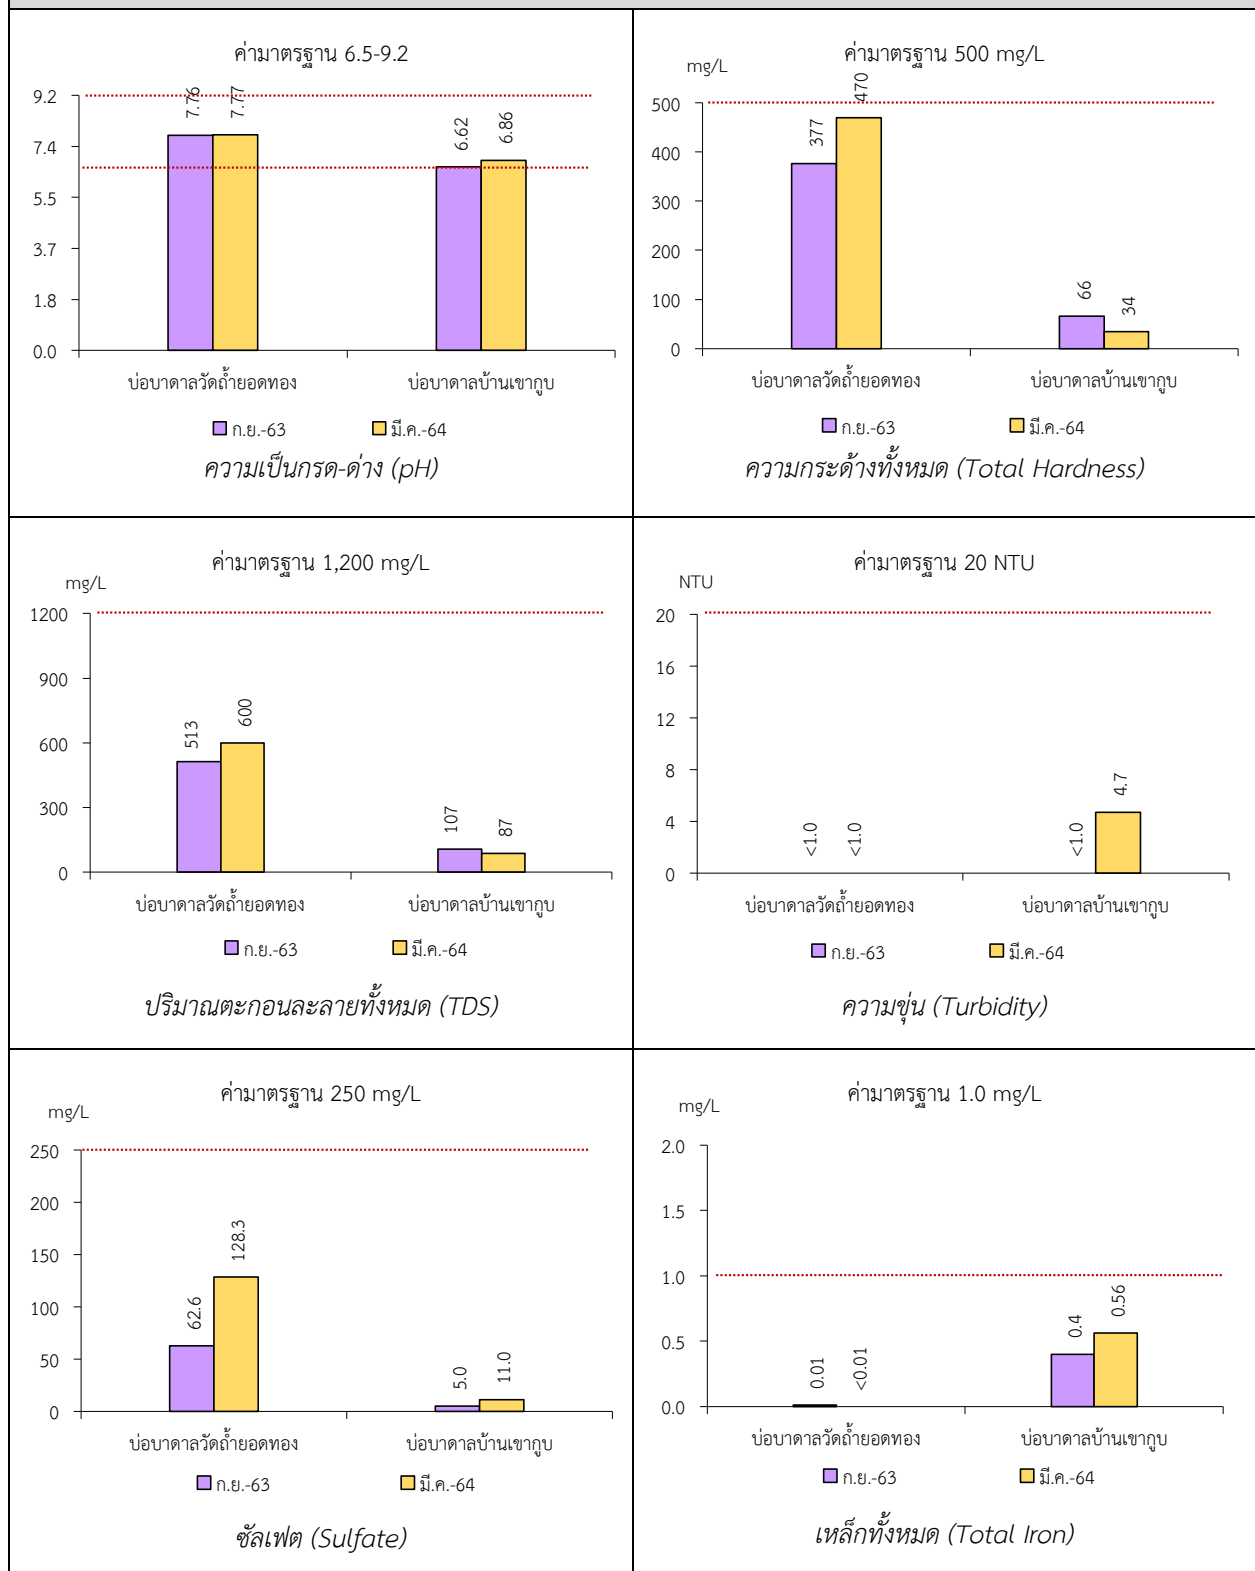 ค่ามาตรฐาน 6.5-9.2
9.2
7.4
5.5
3.7
1.8
0.0
7.76
7.77
6.62
6.86
บ่อบาดาลวัดถ้ำยอดทอง
บ่อบาดาลบ้านเขากูบ
ก.ย.-63
มี.ค.-64
ความเป็นกรด-ด่าง (pH)
ค่ามาตรฐาน 500 mg/L
mg/L
500
400
300
200
100
0
377
470
66
34
บ่อบาดาลวัดถ้ำยอดทอง
บ่อบาดาลบ้านเขากูบ
ก.ย.-63
มี.ค.-64
ความกระด้างทั้งหมด (Total Hardness)
ค่ามาตรฐาน 1,200 mg/L
mg/L
1200
900
600
300
0
513
600
107
87
บ่อบาดาลวัดถ้ำยอดทอง
บ่อบาดาลบ้านเขากูบ
ก.ย.-63
มี.ค.-64
ปริมาณตะกอนละลายทั้งหมด (TDS)
ค่ามาตรฐาน 20 NTU
NTU
20
16
12
8
4
0
<1.0
<1.0
<1.0
4.7
บ่อบาดาลวัดถ้ำยอดทอง
บ่อบาดาลบ้านเขากูบ
ก.ย.-63
มี.ค.-64
ความขุ่น (Turbidity)
ค่ามาตรฐาน 250 mg/L
mg/L
250
200
150
100
50
0
62.6
128.3
5.0
11.0
บ่อบาดาลวัดถ้ำยอดทอง
บ่อบาดาลบ้านเขากูบ
ก.ย.-63
มี.ค.-64
ซัลเฟต (Sulfate)
ค่ามาตรฐาน 1.0 mg/L
mg/L
2.0
1.5
1.0
0.5
0.0
0.01
<0.01
0.4
0.56
บ่อบาดาลวัดถ้ำยอดทอง
บ่อบาดาลบ้านเขากูบ
ก.ย.-63
มี.ค.-64
เหล็กทั้งหมด (Total Iron)